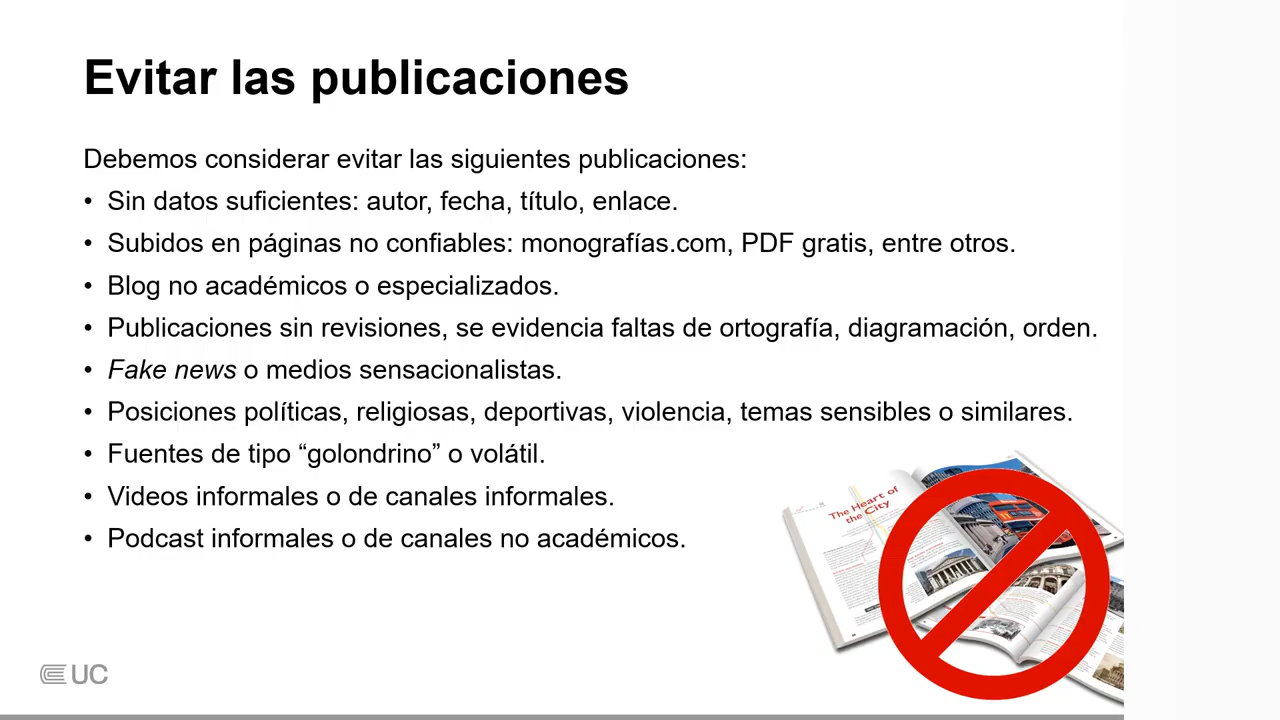 Evitar las publicaciones
Debemos considerar evitar las siguientes publicaciones:
• Sin datos suficientes: autor, fecha, título, enlace.
• Subidos en páginas no confiables: monografías.com, PDF gratis, entre otros.
• Blog no académicos o especializados.
• Publicaciones sin revisiones, se evidencia faltas de ortografía, diagramación, orden.
• Fake news o medios sensacionalistas.
• Posiciones políticas, religiosas, deportivas, violencia, temas sensibles o similares.
• Fuentes de tipo “golondrino” o volátil.
• Videos informales o de canales informales.
• Podcast informales o de canales no académicos.
The Heart of
the City
UC